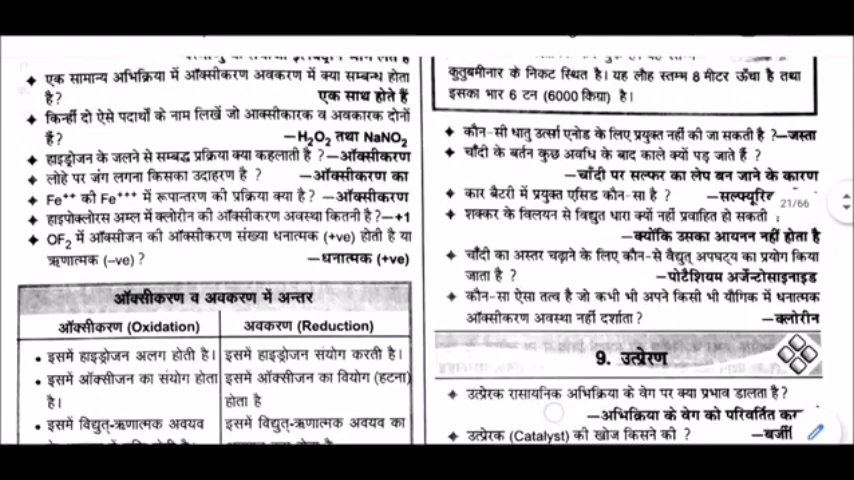 एक सामान्य अभिक्रिया में ऑक्सीकरण अवकरण में क्या सम्बन्ध होता
है? एक साथ होते हैं
किन्हीं दो ऐसे पदार्थों के नाम लिखें जो आक्सीकारक व अवकारक दोनों
हैं? —H₂O₂ तथा NaNO₂
हाइड्रोजन के जलने से सम्बद्ध प्रक्रिया क्या कहलाती है ?—ऑक्सीकरण
लोहे पर जंग लगना किसका उदाहरण है ? —ऑक्सीकरण का
Fe⁺⁺ की Fe⁺⁺⁺ में रूपान्तरण की प्रक्रिया क्या है ? —ऑक्सीकरण
हाइपोक्लोरस अम्ल में क्लोरीन की ऑक्सीकरण अवस्था कितनी है?—+1
OF₂ में ऑक्सीजन की ऑक्सीकरण संख्या धनात्मक (+ve) होती है या
ऋणात्मक (–ve) ? —धनात्मक (+ve)
ऑक्सीकरण व अवकरण में अन्तर
ऑक्सीकरण (Oxidation) अवकरण (Reduction)
• इसमें हाइड्रोजन अलग होती है। इसमें हाइड्रोजन संयोग करती है।
• इसमें ऑक्सीजन का संयोग होता इसमें ऑक्सीजन का वियोग (हटना)
है। होता है
• इसमें विद्युत-ऋणात्मक अवयव इसमें विद्युत-ऋणात्मक अवयव का
कुतुबमीनार के निकट स्थित है। यह लौह स्तम्भ 8 मीटर ऊँचा है तथा
इसका भार 6 टन (6000 किग्रा) है।
कौन-सी धातु उत्सर्ग एनोड के लिए प्रयुक्त नहीं की जा सकती है ?—जस्ता
चाँदी के बर्तन कुछ अवधि के बाद काले क्यों पड़ जाते हैं ?
—चाँदी पर सल्फर का लेप बन जाने के कारण
कार बैटरी में प्रयुक्त एसिड कौन-सा है ?
21/66
शक्कर के विलयन से विद्युत धारा क्यों नहीं प्रवाहित हो सकती
—क्योंकि उसका आयनन नहीं होता है
चाँदी का अस्तर चढ़ाने के लिए कौन-से वैद्युत् अपघट्य का प्रयोग किया
जाता है ? —पोटैशियम अर्जेन्टोसाइनाइड
कौन-सा ऐसा तत्व है जो कभी भी अपने किसी भी यौगिक में धनात्मक
ऑक्सीकरण अवस्था नहीं दर्शाता? —क्लोरीन
9. उत्प्रेरण
उत्प्रेरक रासायनिक अभिक्रिया के वेग पर क्या प्रभाव डालता है?
—अभिक्रिया के वेग को परिवर्तित
उत्प्रेरक (Catalyst) की खोज किसने की ?